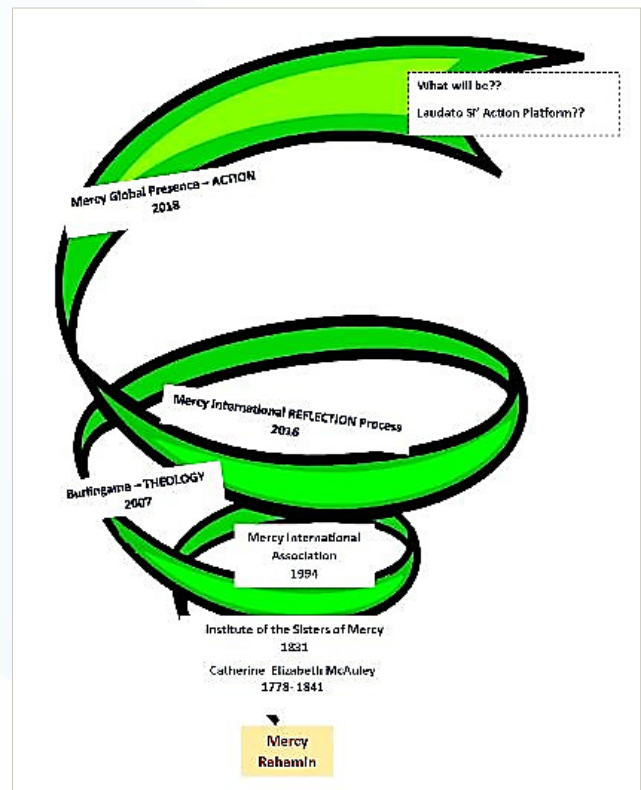 What will be??
Laudato Si' Action Platform??
Mercy Global Presence – ACTION
2018
Mercy International REFLECTION Process
2016
Burlingame – THEOLOGY
2007
Mercy International
Association
1994
Institute of the Sisters of Mercy
1831
Catherine Elizabeth McAuley
1778- 1841
Mercy
Rahamin